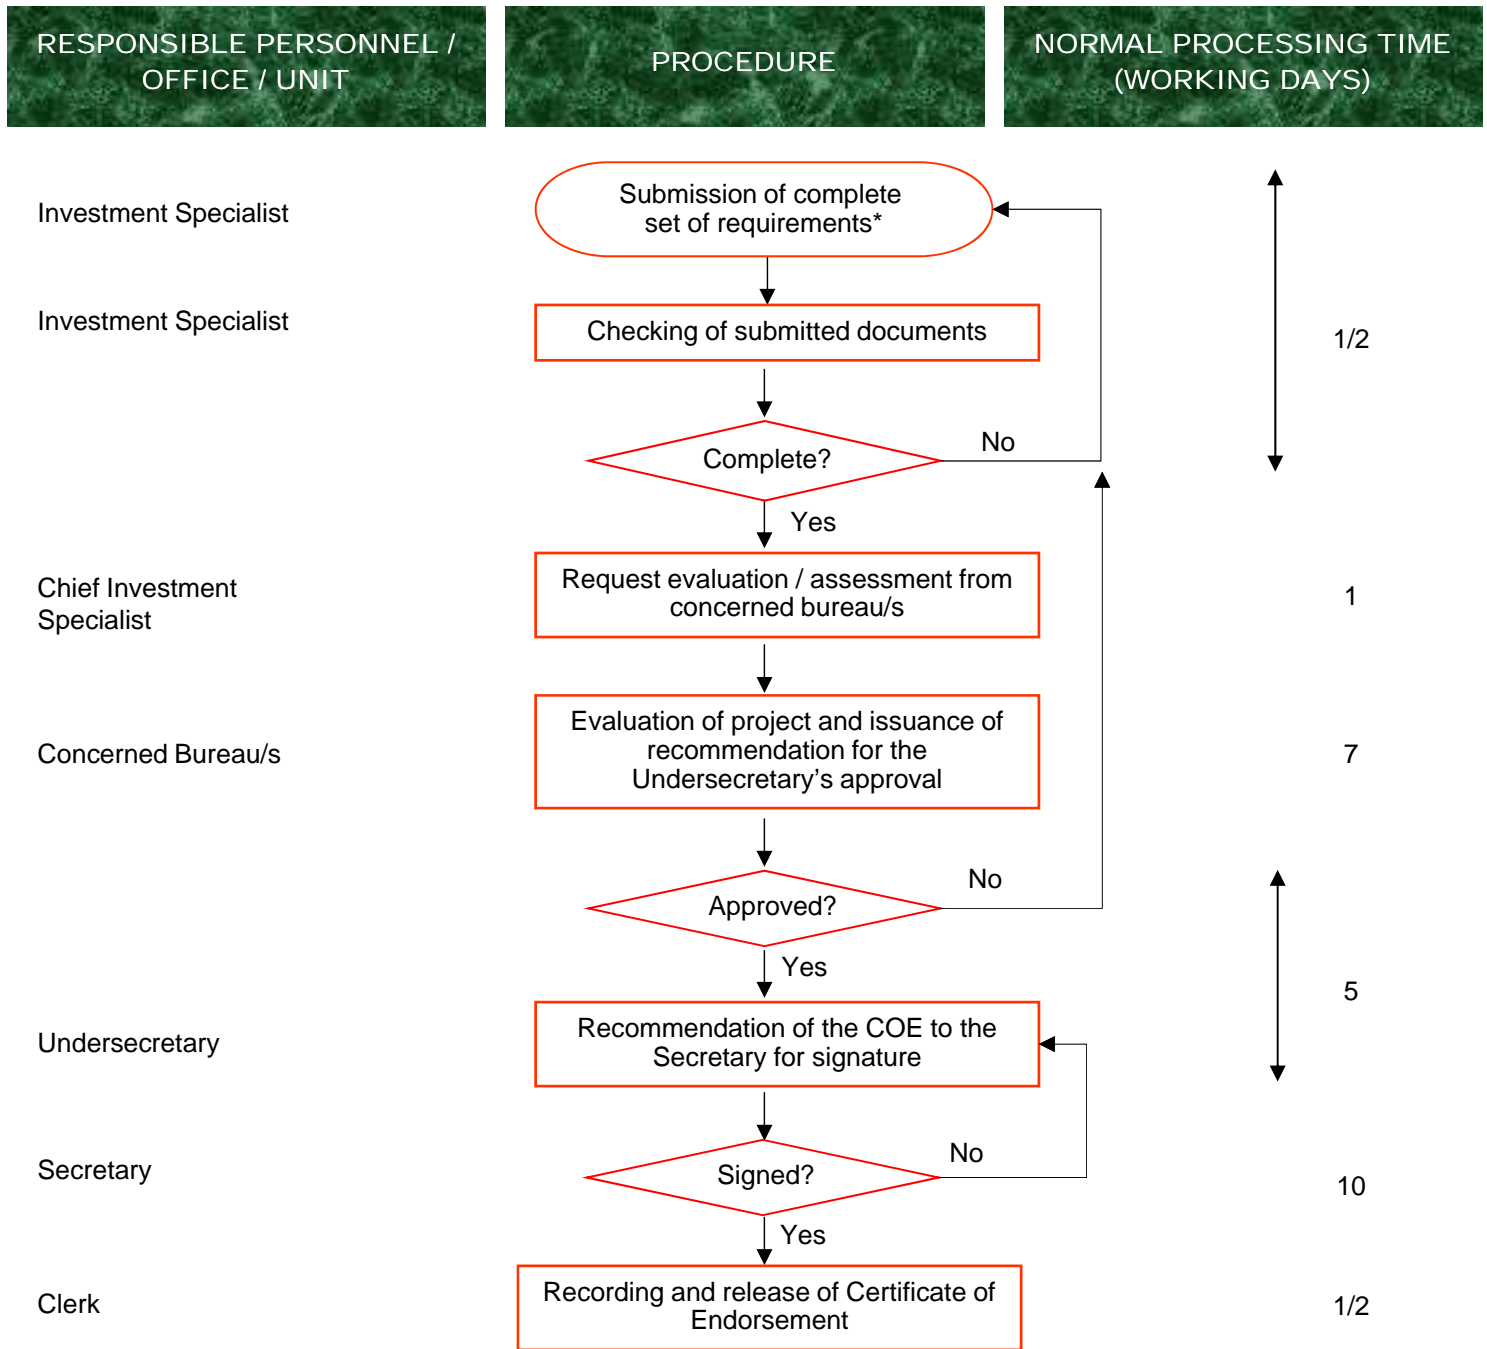 RESPONSIBLE PERSONNEL /
OFFICE / UNIT
PROCEDURE
NORMAL PROCESSING TIME
(WORKING DAYS)
Investment Specialist
Submission of complete
set of requirements*
Investment Specialist
Checking of submitted documents
1/2
Complete?
No
Yes
Chief Investment
Specialist
Request evaluation / assessment from
concerned bureau/s
1
Concerned Bureau/s
Evaluation of project and issuance of
recommendation for the
Undersecretary’s approval
7
Approved?
No
Yes
5
Undersecretary
Recommendation of the COE to the
Secretary for signature
Secretary
Signed?
No
10
Yes
Clerk
Recording and release of Certificate of
Endorsement
1/2